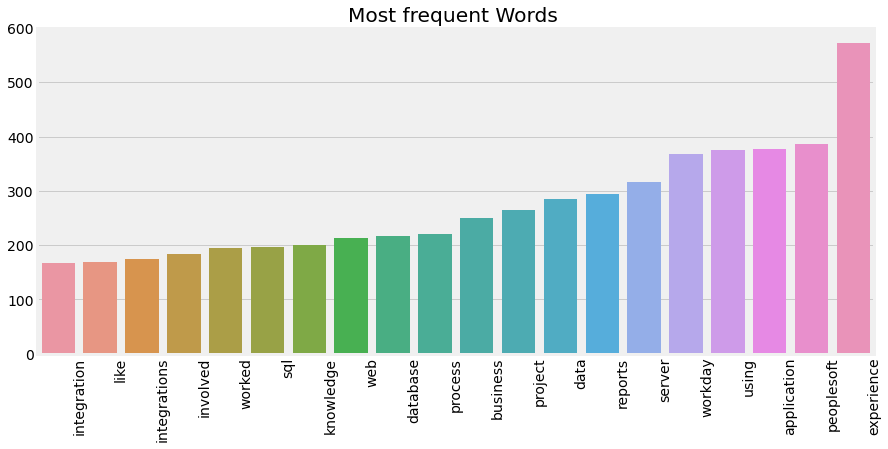 Most frequent Words
600
500
400
300
200
100
0
integration
like
integrations
involved
worked
sql
knowledge
web
database
process
business
project
data
reports
server
workday
using
application
peoplesoft
experience